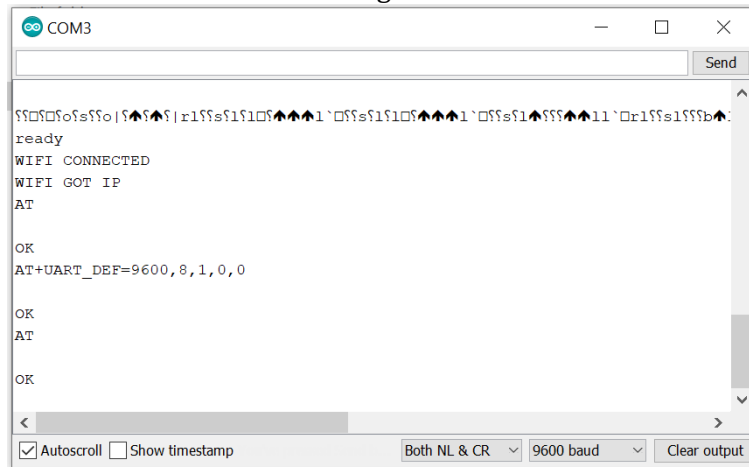 COM3
Send
ready
WIFI CONNECTED
WIFI GOT IP
AT
OK
AT+UART_DEF=9600,8,1,0,0
OK
AT
OK
Autoscroll Show timestamp Both NL & CR 9600 baud Clear output